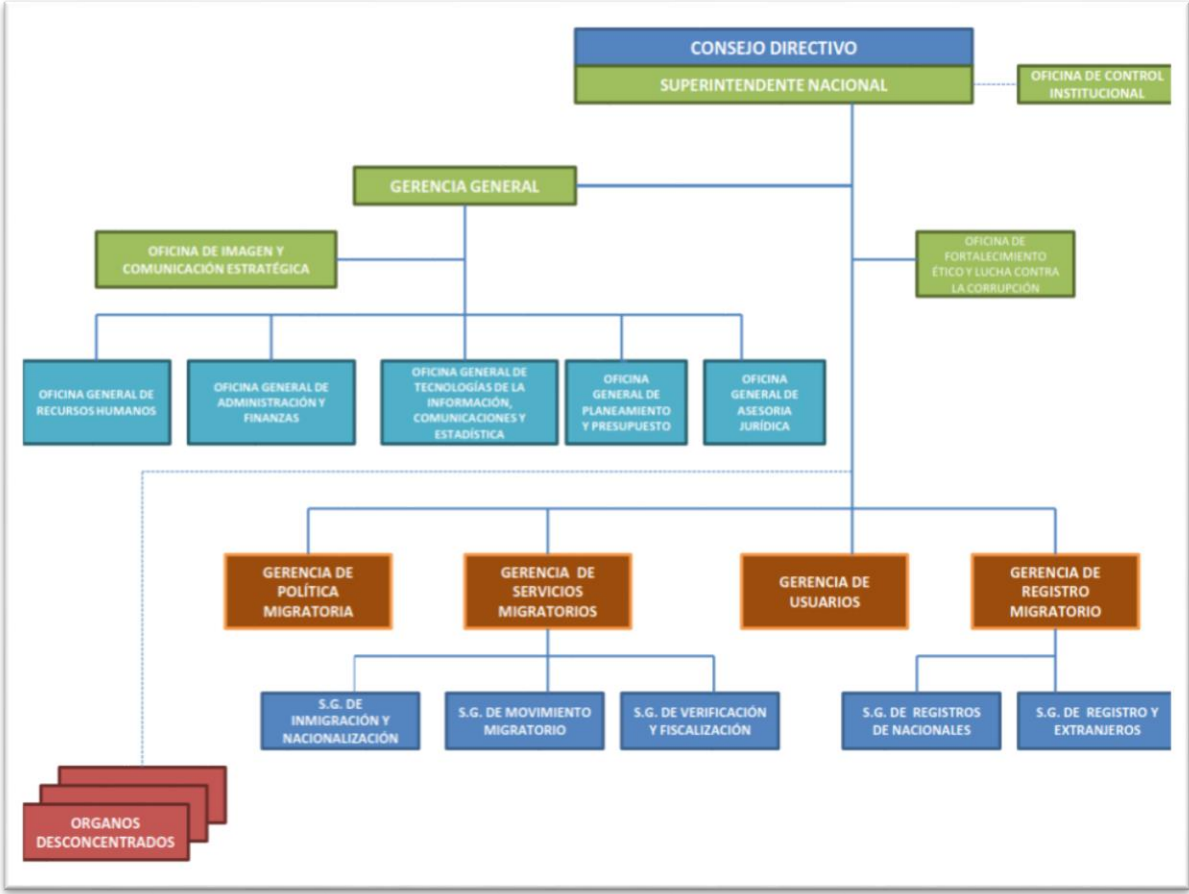 CONSEJO DIRECTIVO
SUPERINTENDENTE NACIONAL
OFICINA DE CONTROL
INSTITUCIONAL
GERENCIA GENERAL
OFICINA DE IMAGEN Y
COMUNICACIÓN ESTRATÉGICA
OFICINA DE
FORTALECIMIENTO
ÉTICO Y LUCHA CONTRA
LA CORRUPCIÓN
OFICINA GENERAL DE
RECURSOS HUMANOS
OFICINA GENERAL DE
ADMINISTRACIÓN Y
FINANZAS
OFICINA GENERAL DE
TECNOLOGÍAS DE LA
INFORMACIÓN,
COMUNICACIONES Y
ESTADÍSTICA
OFICINA
GENERAL DE
PLANEAMIENTO
Y PRESUPUESTO
OFICINA
GENERAL DE
ASESORIA
JURÍDICA
GERENCIA DE
POLÍTICA
MIGRATORIA
GERENCIA DE
SERVICIOS
MIGRATORIOS
GERENCIA DE
USUARIOS
GERENCIA DE
REGISTRO
MIGRATORIO
S.G. DE
INMIGRACIÓN Y
NACIONALIZACIÓN
S.G. DE MOVIMIENTO
MIGRATORIO
S.G. DE VERIFICACIÓN
Y FISCALIZACIÓN
S.G. DE REGISTROS
DE NACIONALES
S.G. DE REGISTRO Y
EXTRANJEROS
ORGANOS
DESCONCENTRADOS